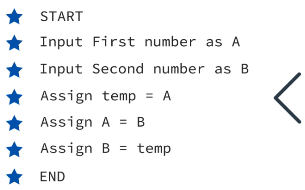 START
Input First number as A
Input Second number as B
Assign temp = A
Assign A = B
Assign B = temp
END